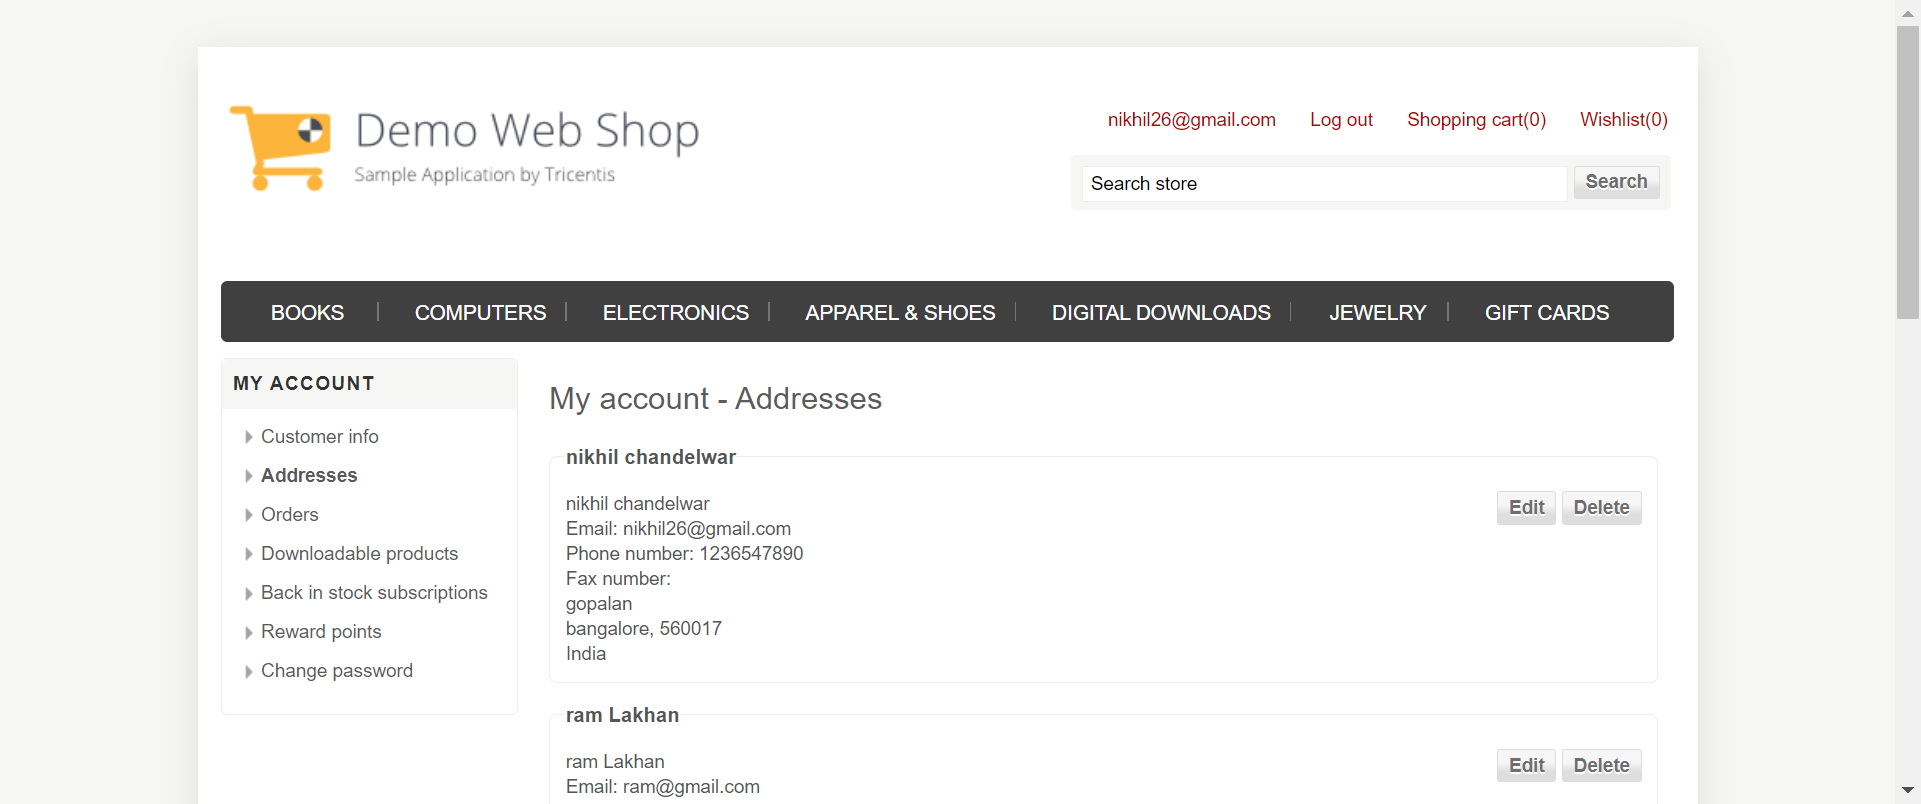 Demo Web Shop
Sample Application by Tricentis
nikhil26@gmail.com Log out Shopping cart(0) Wishlist(0)
Search store Search
BOOKS COMPUTERS ELECTRONICS APPAREL & SHOES DIGITAL DOWNLOADS JEWELRY GIFT CARDS
MY ACCOUNT
Customer info
Addresses
Orders
Downloadable products
Back in stock subscriptions
Reward points
Change password
My account - Addresses
nikhil chandelwar
nikhil chandelwar
Email: nikhil26@gmail.com
Phone number: 1236547890
Fax number:
gopalan
bangalore, 560017
India
Edit Delete
ram Lakhan
ram Lakhan
Email: ram@gmail.com
Edit Delete